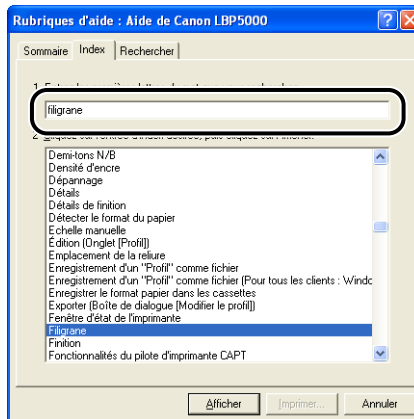 Rubriques d'aide : Aide de Canon LBP5000
Sommaire Index Rechercher
filigrane
Demi-tons N/B
Densité d'encre
Dépannage
Détails
Détails de finition
Détecter le format du papier
Echelle manuelle
Édition (Onglet [Profil])
Emplacement de la reliure
Enregistrement d'un "Profil" comme fichier
Enregistrement d'un "Profil" comme fichier (Pour tous les clients : Windo
Enregistrer le format papier dans les cassettes
Exporter (Boîte de dialogue [Modifier le profil])
Fenêtre d'état de l'imprimante
Filigrane
Finition
Fonctionnalités du pilote d'imprimante CAPT
Afficher Imprimer... Annuler